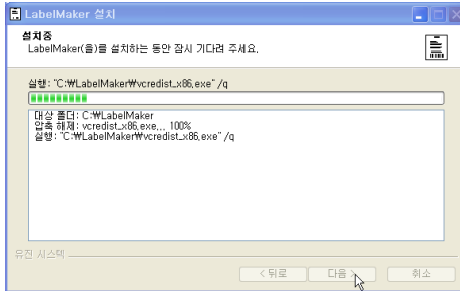 LabelMaker 설치
설치중
LabelMaker(을)를 설치하는 동안 잠시 기다려 주세요.
실행: "C:₩LabelMaker₩vcredist_x86.exe" /q
대상 폴더: C:₩LabelMaker
압축 해제: vcredist_x86.exe... 100%
실행: "C:₩LabelMaker₩vcredist_x86.exe" /q
유진 시스템
< 뒤로
다음 >
취소